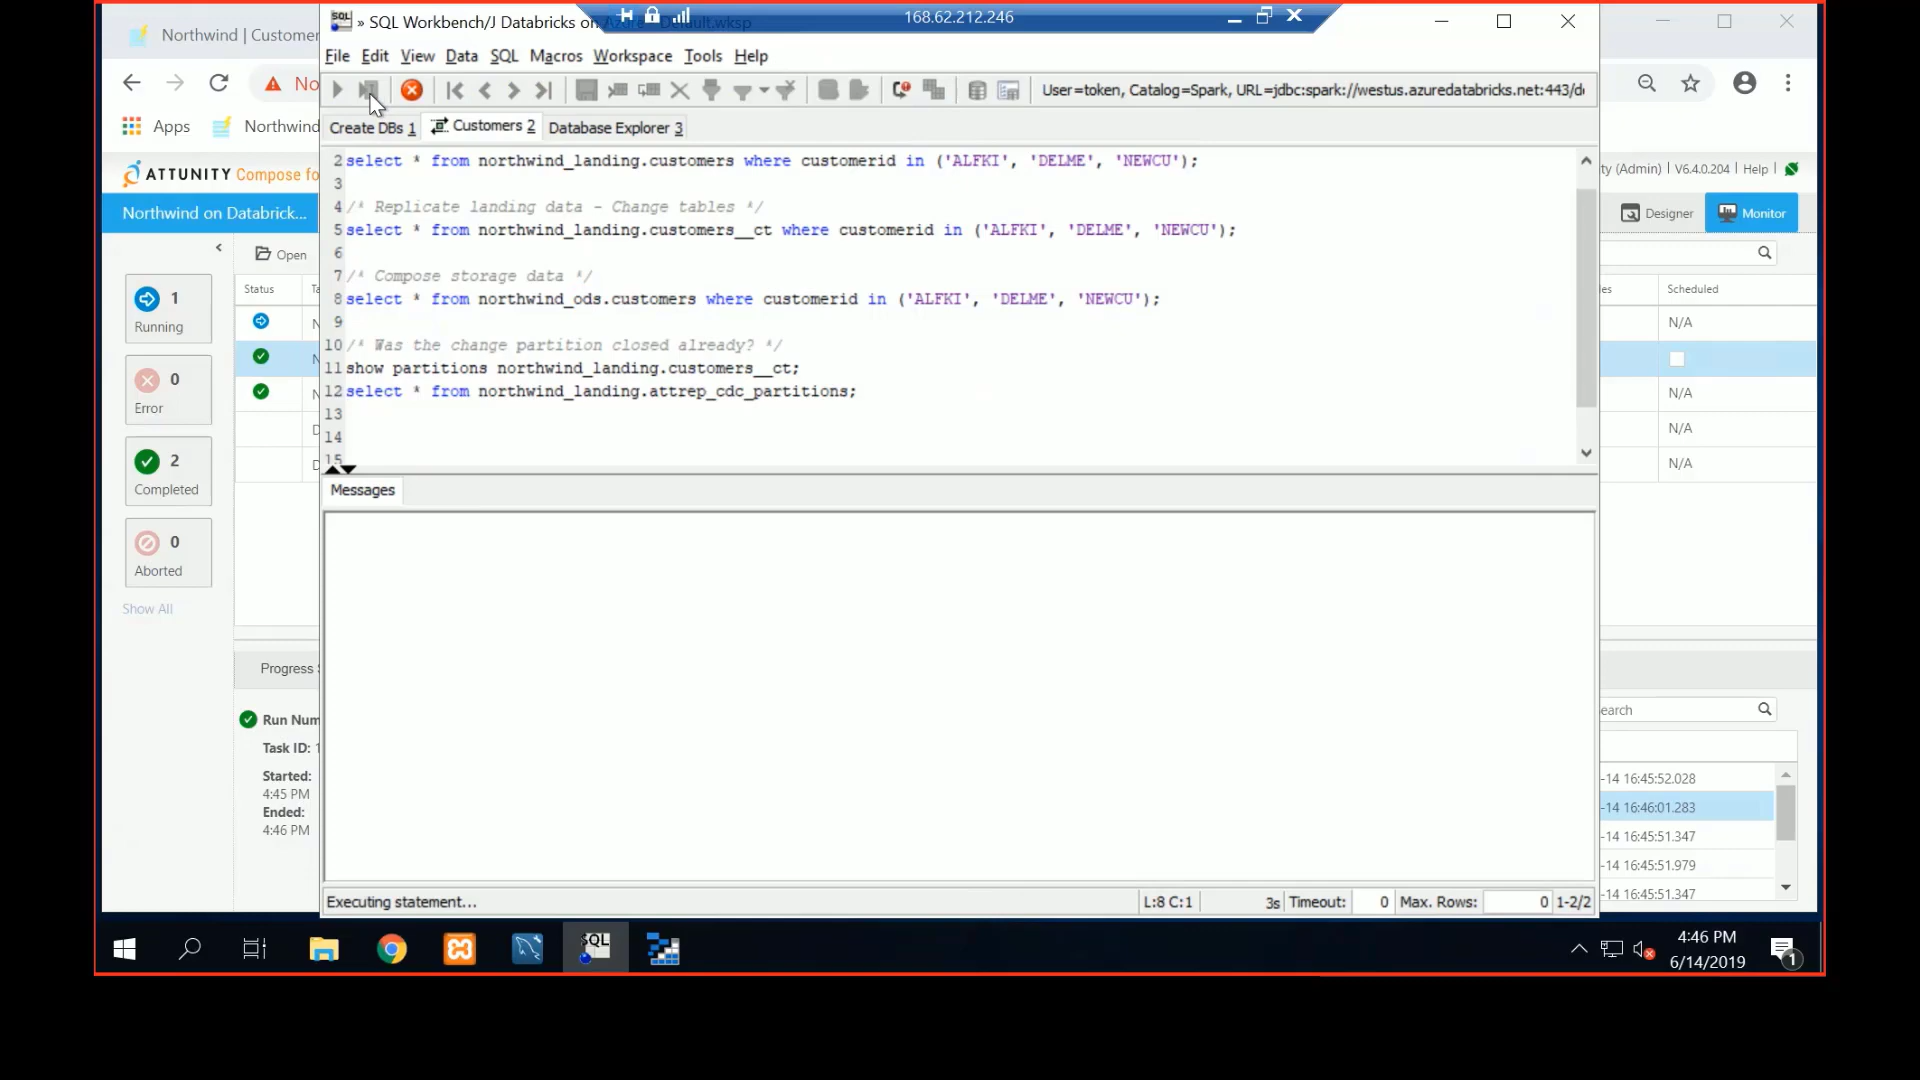 Northwind | Customer
» SQL Workbench/J Databricks on
Default.wksp
168.62.212.246
File Edit View Data SQL Macros Workspace Tools Help
No
User=token, Catalog=Spark, URL=jdbc:spark://westus.azuredatabricks.net:443/de
Apps
Northwind
Create DBs 1
Customers 2
Database Explorer 3
ATTUNITY Compose fo
ty (Admin) | V6.4.0.204 | Help |
Northwind on Databrick...
Designer
Monitor
Open
2 select * from northwind_landing.customers where customerid in ('ALFKI', 'DELME', 'NEWCU');
3
4 /* Replicate landing data - Change tables */
5 select * from northwind_landing.customers__ct where customerid in ('ALFKI', 'DELME', 'NEWCU');
6
7 /* Compose storage data */
8 select * from northwind_ods.customers where customerid in ('ALFKI', 'DELME', 'NEWCU');
9
10 /* Was the change partition closed already? */
11 show partitions northwind_landing.customers__ct;
12 select * from northwind_landing.attrep_cdc_partitions;
13
14
15
1
Running
0
Error
2
Completed
0
Aborted
Show All
Status
Ta
N
N
N
D
D
es
Scheduled
N/A
N/A
N/A
N/A
Messages
Progress S
Run Num
Task ID: 1
Started:
4:45 PM
Ended:
4:46 PM
earch
-14 16:45:52.028
-14 16:46:01.283
-14 16:45:51.347
-14 16:45:51.979
-14 16:45:51.347
Executing statement...
L:8 C:1
3s
Timeout: 0
Max. Rows: 0
1-2/2
SQL
4:46 PM
6/14/2019
1